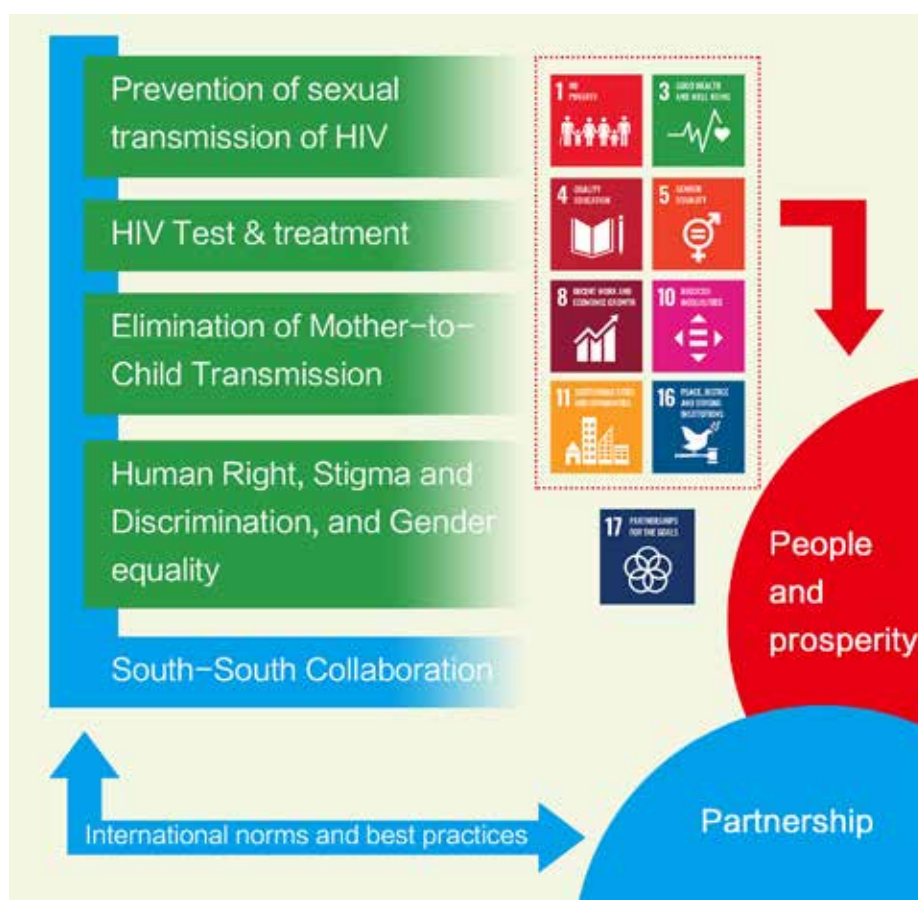 Prevention of sexual
transmission of HIV
HIV Test & treatment
Elimination of Mother-to-
Child Transmission
Human Right, Stigma and
Discrimination, and Gender
equality
South-South Collaboration
1 NO
POVERTY
3 GOOD HEALTH
AND WELL-BEING
4 QUALITY
EDUCATION
5 GENDER
EQUALITY
8 DECENT WORK AND
ECONOMIC GROWTH
10 REDUCED
INEQUALITIES
11 SUSTAINABLE CITIES
AND COMMUNITIES
16 PEACE, JUSTICE
AND STRONG
INSTITUTIONS
17 PARTNERSHIPS
FOR THE GOALS
People
and
prosperity
Partnership
International norms and best practices